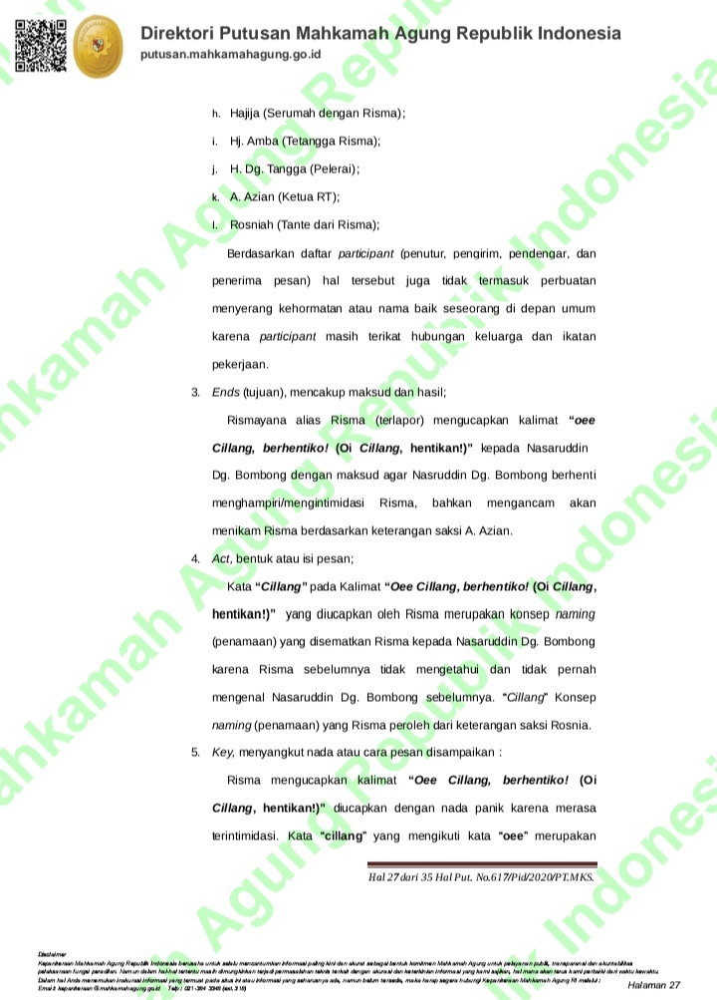 Direktori Putusan Mahkamah Agung Republik Indonesia
putusan.mahkamahagung.go.id
h. Hajija (Serumah dengan Risma);
i. Hj. Amba (Tetangga Risma);
j. H. Dg. Tangga (Pelerai);
k. A. Azian (Ketua RT);
l. Rosniah (Tante dari Risma);
Berdasarkan daftar participant (penutur, pengirim, pendengar, dan
penerima pesan) hal tersebut juga tidak termasuk perbuatan
menyerang kehormatan atau nama baik seseorang di depan umum
karena participant masih terikat hubungan keluarga dan ikatan
pekerjaan.
3. Ends (tujuan), mencakup maksud dan hasil;
Rismayana alias Risma (terlapor) mengucapkan kalimat “oee
Cillang, berhentiko! (Oi Cillang, hentikan!)” kepada Nasaruddin
Dg. Bombong dengan maksud agar Nasruddin Dg. Bombong berhenti
menghampiri/mengintimidasi Risma, bahkan mengancam akan
menikam Risma berdasarkan keterangan saksi A. Azian.
4. Act, bentuk atau isi pesan;
Kata “Cillang” pada Kalimat “Oee Cillang, berhentiko! (Oi Cillang,
hentikan!)” yang diucapkan oleh Risma merupakan konsep naming
(penamaan) yang disematkan Risma kepada Nasaruddin Dg. Bombong
karena Risma sebelumnya tidak mengetahui dan tidak pernah
mengenal Nasaruddin Dg. Bombong sebelumnya. “Cillang” Konsep
naming (penamaan) yang Risma peroleh dari keterangan saksi Rosnia.
5. Key, menyangkut nada atau cara pesan disampaikan :
Risma mengucapkan kalimat “Oee Cillang, berhentiko! (Oi
Cillang, hentikan!)” diucapkan dengan nada panik karena merasa
terintimidasi. Kata “cillang” yang mengikuti kata “oee” merupakan
Hal 27 dari 35 Hal Put. No.617/Pid/2020/PT.MKS.
Disclaimer
Kepaniteraan Mahkamah Agung Republik Indonesia berusaha untuk selalu mencantumkan informasi paling kini dan akurat sebagai bentuk komitmen Mahkamah Agung untuk pelayanan publik, transparansi dan akuntabilitas
pelaksanaan fungsi peradilan. Namun dalam hal-hal tertentu masih dimungkinkan terjadi permasalahan teknis terkait dengan akurasi dan keterkinian informasi yang kami sajikan, hal mana akan terus kami perbaiki dari waktu kewaktu.
Dalam hal Anda menemukan inakurasi informasi yang termuat pada situs ini atau informasi yang seharusnya ada, namun belum tersedia, maka harap segera hubungi Kepaniteraan Mahkamah Agung RI melalui :
Email : kepaniteraan@mahkamahagung.go.id Telp : 021-384 3348 (ext.318)
Halaman 27